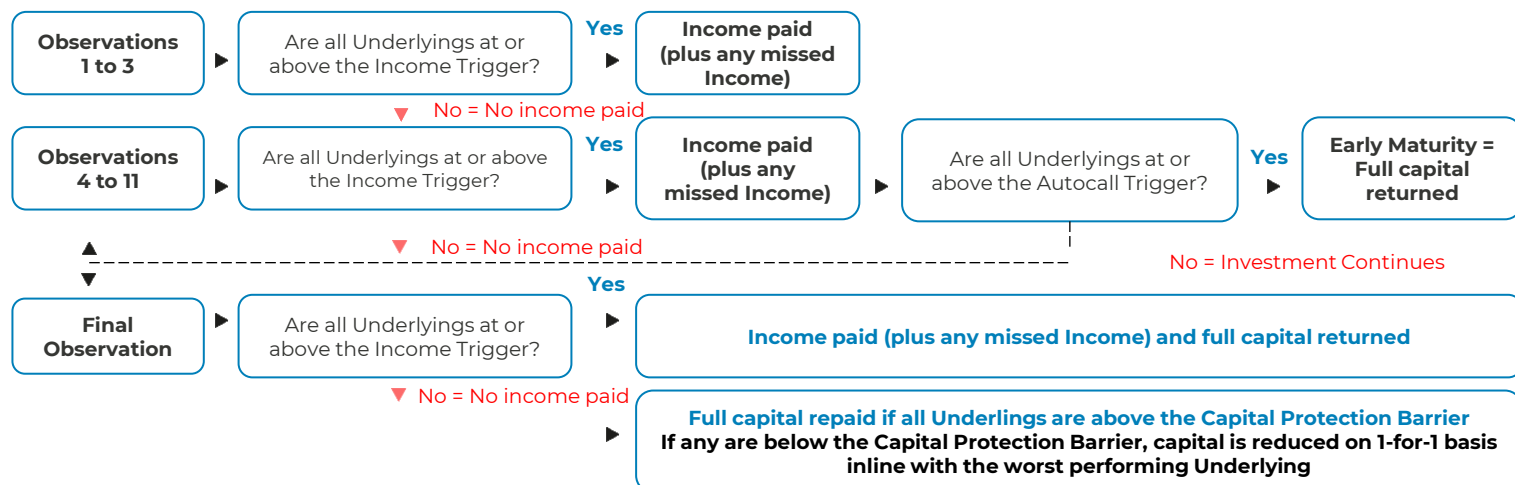 Observations
1 to 3
Are all Underlyings at or
above the Income Trigger?
Yes
Income paid
(plus any missed
Income)
No = No income paid
Observations
4 to 11
Are all Underlyings at or above
the Income Trigger?
Yes
Income paid
(plus any
missed Income)
Are all Underlyings at or
above the Autocall Trigger?
Yes
Early Maturity =
Full capital
returned
No = No income paid
No = Investment Continues
Final
Observation
Are all Underlyings at or
above the Income Trigger?
Yes
Income paid (plus any missed Income) and full capital returned
No = No income paid
Full capital repaid if all Underlings are above the Capital Protection Barrier
If any are below the Capital Protection Barrier, capital is reduced on 1-for-1 basis
inline with the worst performing Underlying